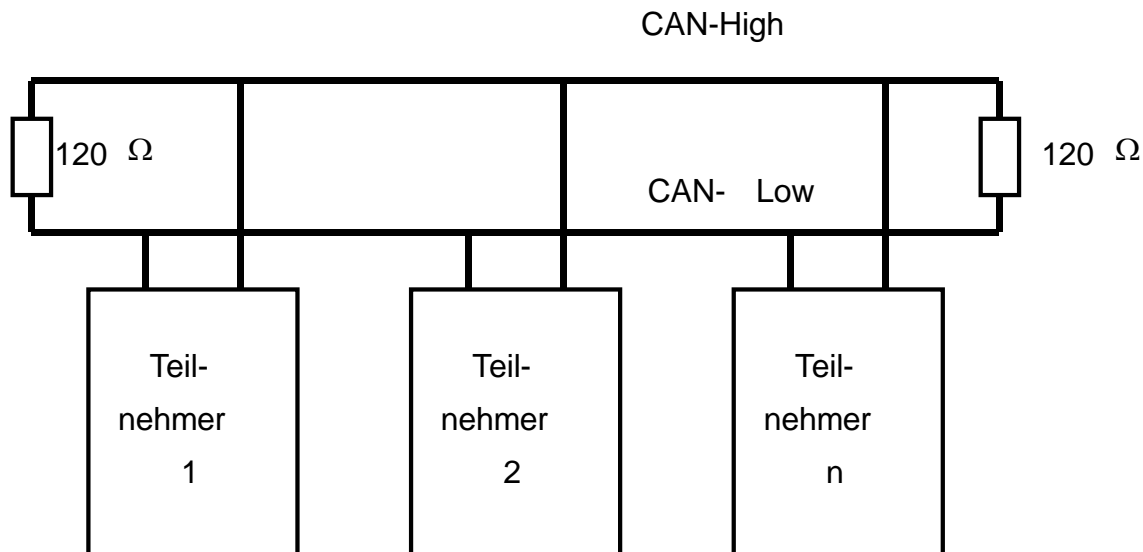 CAN-High
120 Ω
120 Ω
CAN- Low
Teil-
nehmer
1
Teil-
nehmer
2
Teil-
nehmer
n